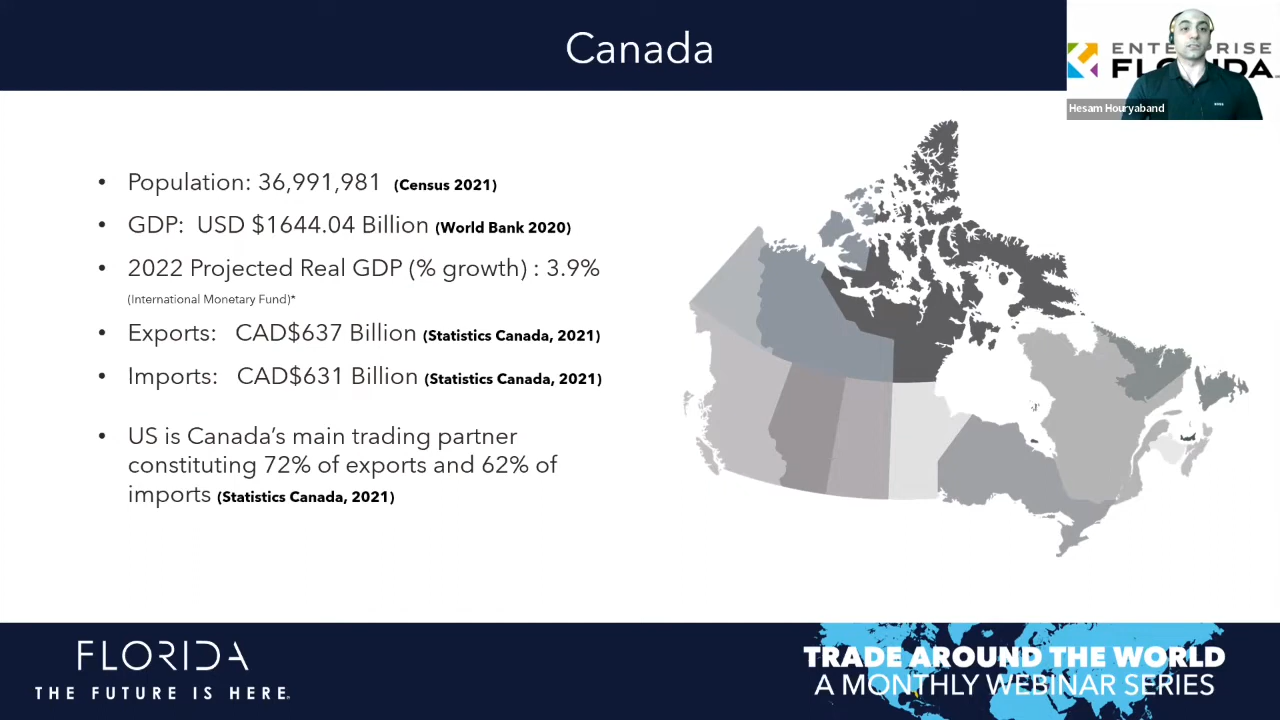 Canada
ENTERPRISE
FLORIDA
Hesam Houryaband
• Population: 36,991,981 (Census 2021)
• GDP: USD $1644.04 Billion (World Bank 2020)
• 2022 Projected Real GDP (% growth) : 3.9%
(International Monetary Fund)*
• Exports: CAD$637 Billion (Statistics Canada, 2021)
• Imports: CAD$631 Billion (Statistics Canada, 2021)
• US is Canada’s main trading partner
constituting 72% of exports and 62% of
imports (Statistics Canada, 2021)
FLORIDA
THE FUTURE IS HERE.
TRADE AROUND THE WORLD
A MONTHLY WEBINAR SERIES